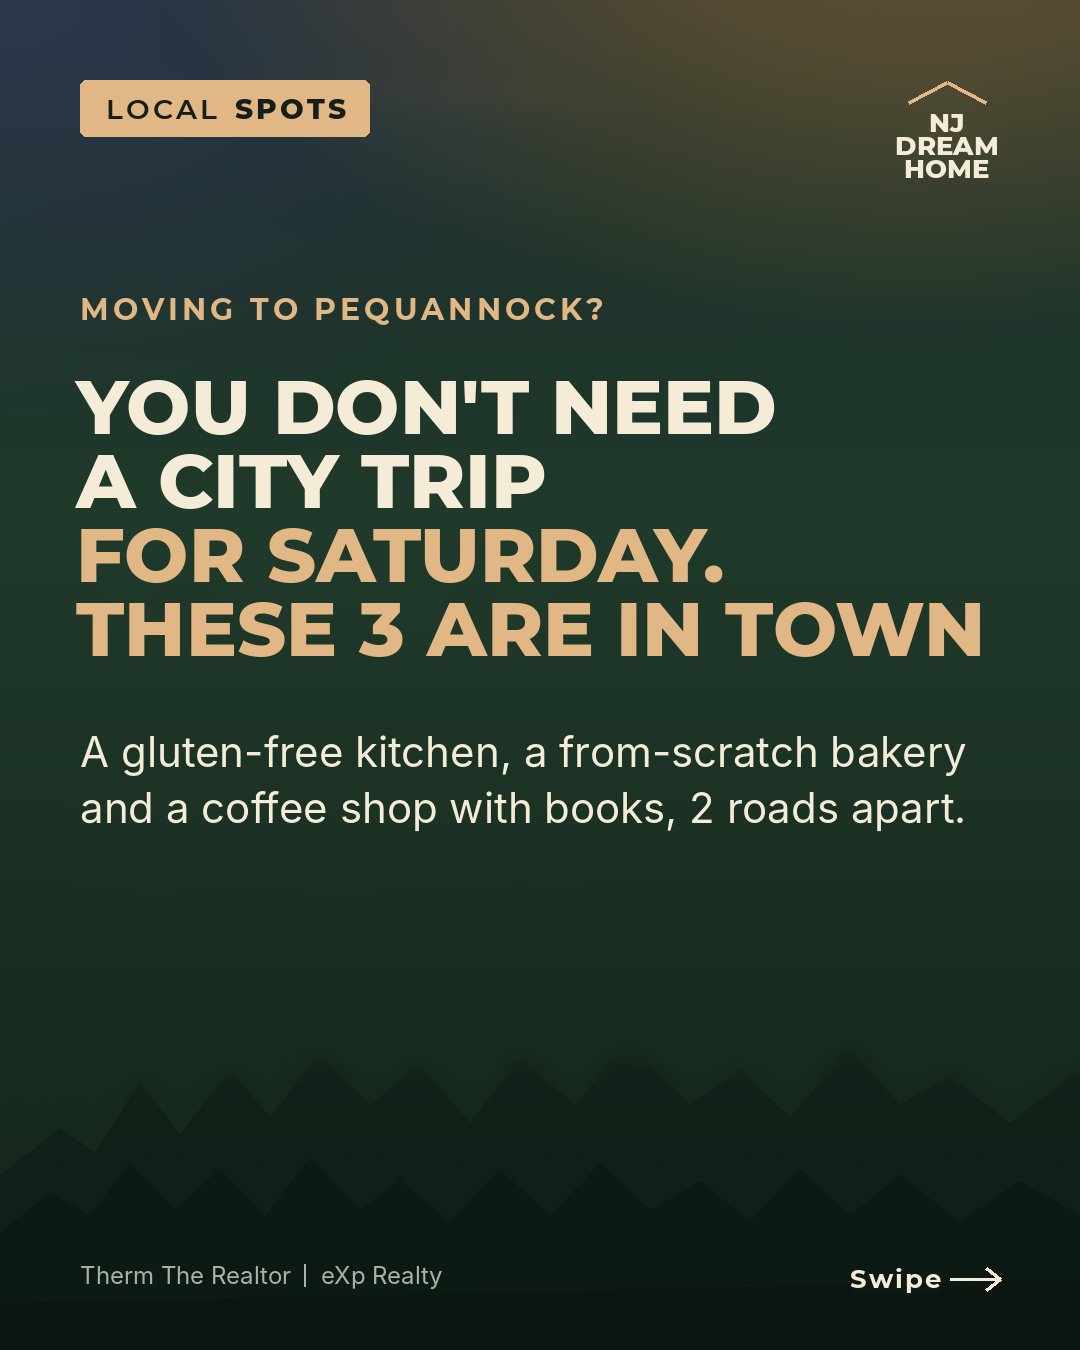 LOCAL SPOTS
NJ
DREAM
HOME
MOVING TO PEQUANNOCK?
YOU DON'T NEED
A CITY TRIP
FOR SATURDAY.
THESE 3 ARE IN TOWN
A gluten-free kitchen, a from-scratch bakery
and a coffee shop with books, 2 roads apart.
Therm The Realtor | eXp Realty
Swipe